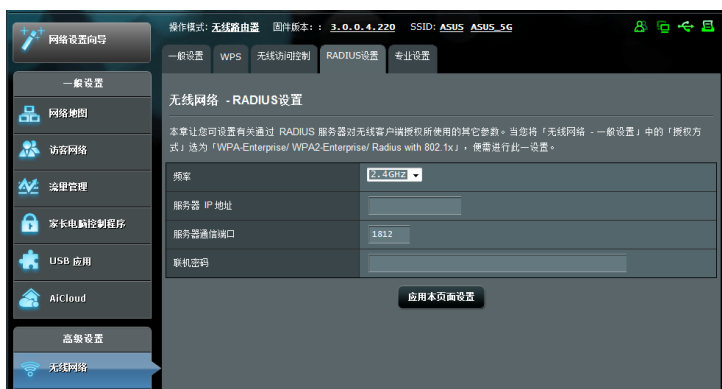 操作模式: 无线路由器 固件版本: : 3.0.0.4.220 SSID: ASUS ASUS_5G
网络设置向导
一般设置
网络地图
访客网络
流量管理
家长电脑控制程序
USB 应用
AiCloud
高级设置
无线网络
一般设置 WPS 无线访问控制 RADIUS设置 专业设置
无线网络 - RADIUS设置
本章让您可设置有关通过 RADIUS 服务器对无线客户端授权所使用的其它参数。当您将「无线网络 - 一般设置」中的「授权方
式」选为「WPA-Enterprise/ WPA2-Enterprise/ Radius with 802.1x」, 便需进行此一设置。
频率 2.4GHZ
服务器 IP 地址
服务器通信端口 1812
联机密码
应用本页面设置